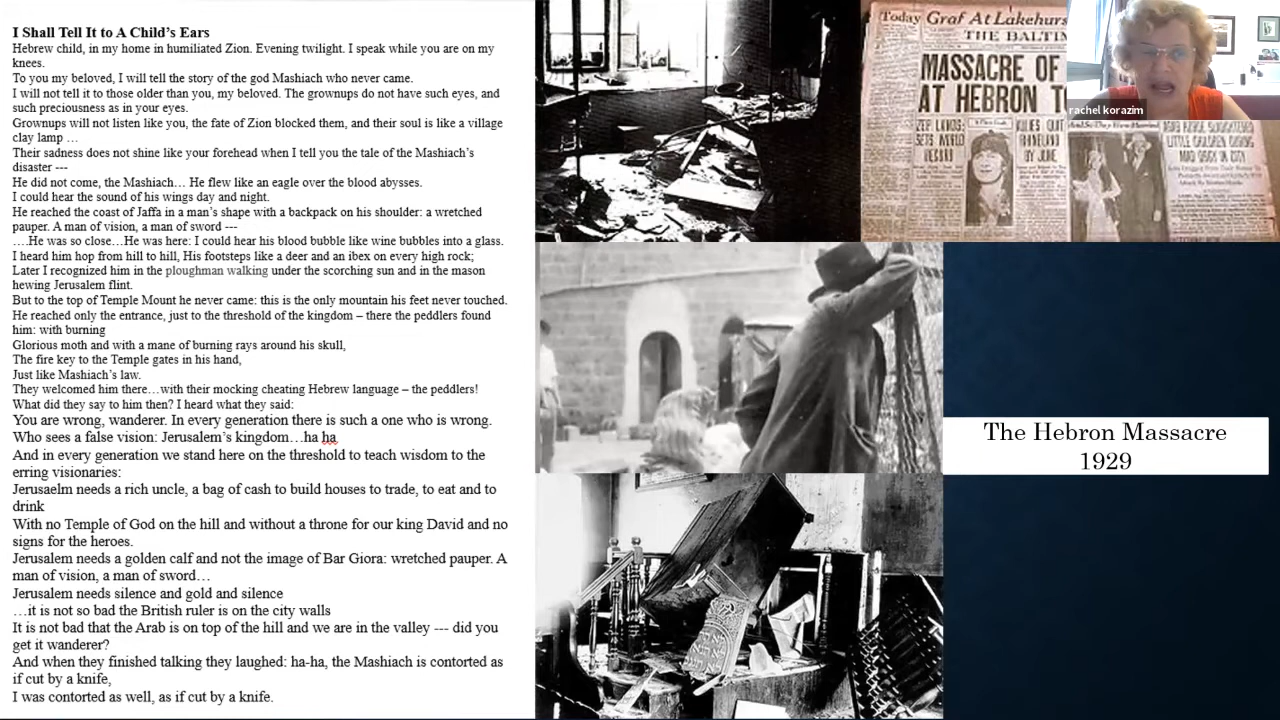 I Shall Tell It to A Child's Ears
Hebrew child, in my home in humiliated Zion. Evening twilight. I speak while you are on my
knees.
To you my beloved, I will tell the story of the god Mashiach who never came.
I will not tell it to those older than you, my beloved. The grownups do not have such eyes, and
such preciousness as in your eyes.
Grownups will not listen like you, the fate of Zion blocked them, and their soul is like a village
clay lamp …
Their sadness does not shine like your forehead when I tell you the tale of the Mashiach's
disaster ---
He did not come, the Mashiach… He flew like an eagle over the blood abysses.
I could hear the sound of his wings day and night.
He reached the coast of Jaffa in a man's shape with a backpack on his shoulder: a wretched
pauper. A man of vision, a man of sword ---
….He was so close…He was here: I could hear his blood bubble like wine bubbles into a glass.
I heard him hop from hill to hill, His footsteps like a deer and an ibex on every high rock;
Later I recognized him in the ploughman walking under the scorching sun and in the mason
hewing Jerusalem flint.
But to the top of Temple Mount he never came: this is the only mountain his feet never touched.
He reached only the entrance, just to the threshold of the kingdom – there the peddlers found
him: with burning
Glorious moth and with a mane of burning rays around his skull,
The fire key to the Temple gates in his hand,
Just like Mashiach's law.
They welcomed him there…with their mocking cheating Hebrew language – the peddlers!
What did they say to him then? I heard what they said:
You are wrong, wanderer. In every generation there is such a one who is wrong.
Who sees a false vision: Jerusalem's kingdom…ha ha
And in every generation we stand here on the threshold to teach wisdom to the
erring visionaries:
Jerusaelm needs a rich uncle, a bag of cash to build houses to trade, to eat and to
drink
With no Temple of God on the hill and without a throne for our king David and no
signs for the heroes.
Jerusalem needs a golden calf and not the image of Bar Giora: wretched pauper. A
man of vision, a man of sword…
Jerusalem needs silence and gold and silence
…it is not so bad the British ruler is on the city walls
It is not bad that the Arab is on top of the hill and we are in the valley --- did you
get it wanderer?
And when they finished talking they laughed: ha-ha, the Mashiach is contorted as
if cut by a knife,
I was contorted as well, as if cut by a knife.
Today Graf At Lakehurs
THE BALTIN
MASSACRE OF
AT HEBRON
ZEP LANDS;
SETS WORLD
RECORD
BY JUNE
LITTLE CHILDREN
rachel korazim
The Hebron Massacre
1929